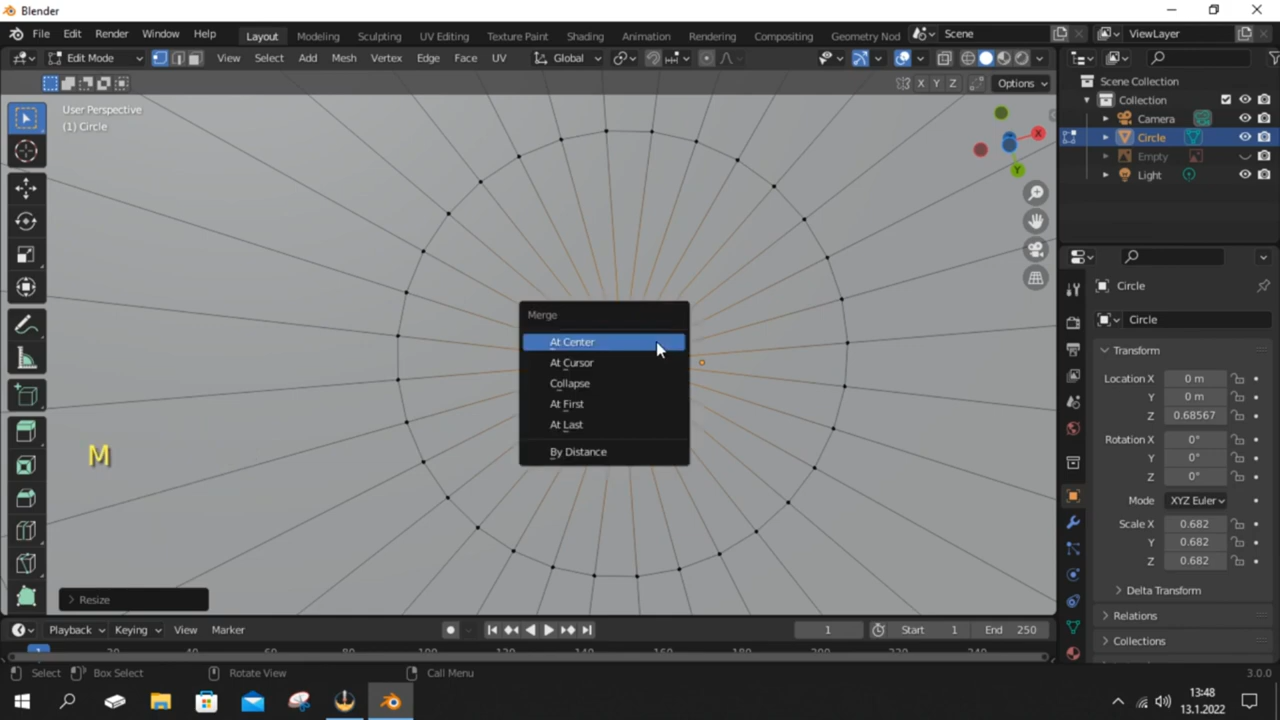 Blender
File Edit Render Window Help Layout Modeling Sculpting UV Editing Texture Paint Shading Animation Rendering Compositing Geometry Nod Scene ViewLayer
Edit Mode View Select Add Mesh Vertex Edge Face UV Global
X Y Z Options
User Perspective
(1) Circle
X
Y
Scene Collection
Collection
Camera
Circle
Empty
Light
Merge
At Center
At Cursor
Collapse
At First
At Last
By Distance
M
Resize
Circle
Circle
Transform
Location X 0 m
Y 0 m
Z 0.68567
Rotation X 0°
Y 0°
Z 0°
Mode XYZ Euler
Scale X 0.682
Y 0.682
Z 0.682
Delta Transform
Relations
Collections
Playback Keying View Marker 1 Start 1 End 250
1
Select Box Select Rotate View Call Menu 3.0.0
13:48
13.1.2022